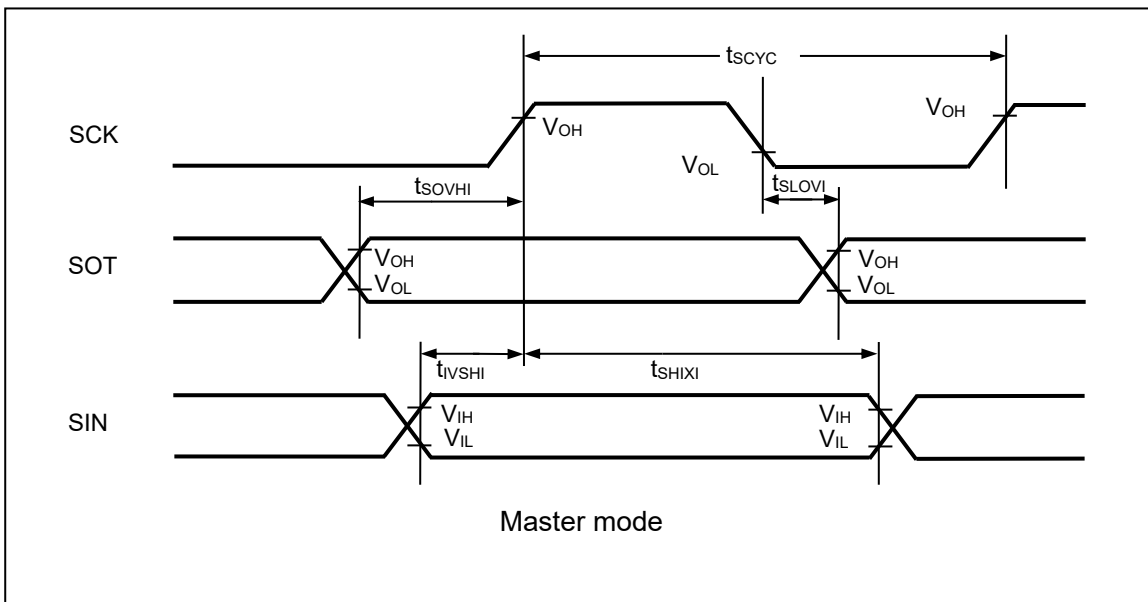 tSCYC
SCK
VOH
VOL
VOH
tSOVHI
tSLOVI
SOT
VOH
VOL
VOH
VOL
tIVSHI
tSHIXI
SIN
VIH
VIL
VIH
VIL
Master mode